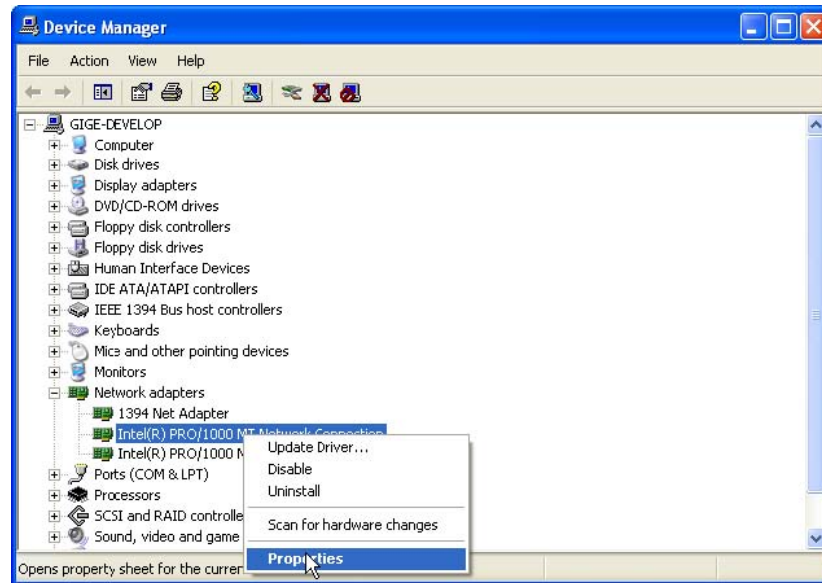 Device Manager
File Action View Help
GIGE-DEVELOP
Computer
Disk drives
Display adapters
DVD/CD-ROM drives
Floppy disk controllers
Floppy disk drives
Human Interface Devices
IDE ATA/ATAPI controllers
IEEE 1394 Bus host controllers
Keyboards
Mice and other pointing devices
Monitors
Network adapters
1394 Net Adapter
Intel(R) PRO/1000 MT Network Connection
Intel(R) PRO/1000 M
Ports (COM & LPT)
Processors
SCSI and RAID controlle
Sound, video and game
Update Driver...
Disable
Uninstall
Scan for hardware changes
Properties
Opens property sheet for the curren